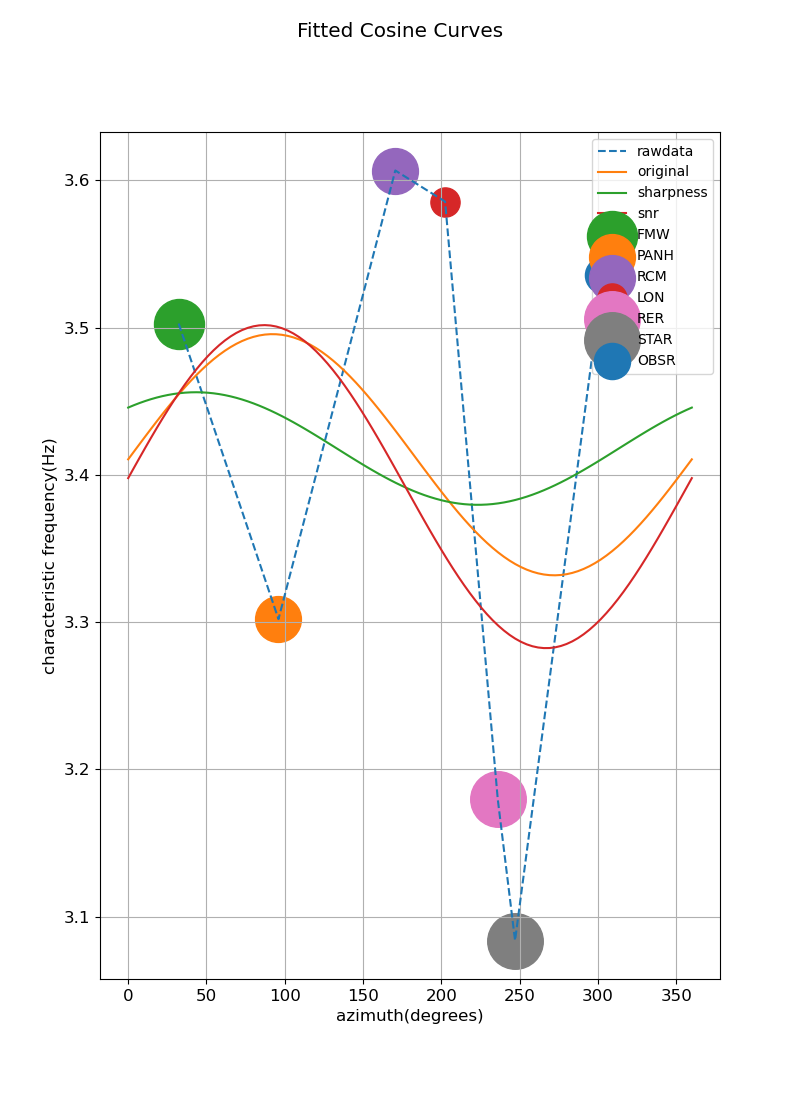 Fitted Cosine Curves
rawdata
original
sharpness
snr
FMW
PANH
RCM
LON
RER
STAR
OBSR
characteristic frequency(Hz)
3.6
3.5
3.4
3.3
3.2
3.1
0 50 100 150 200 250 300 350
azimuth(degrees)